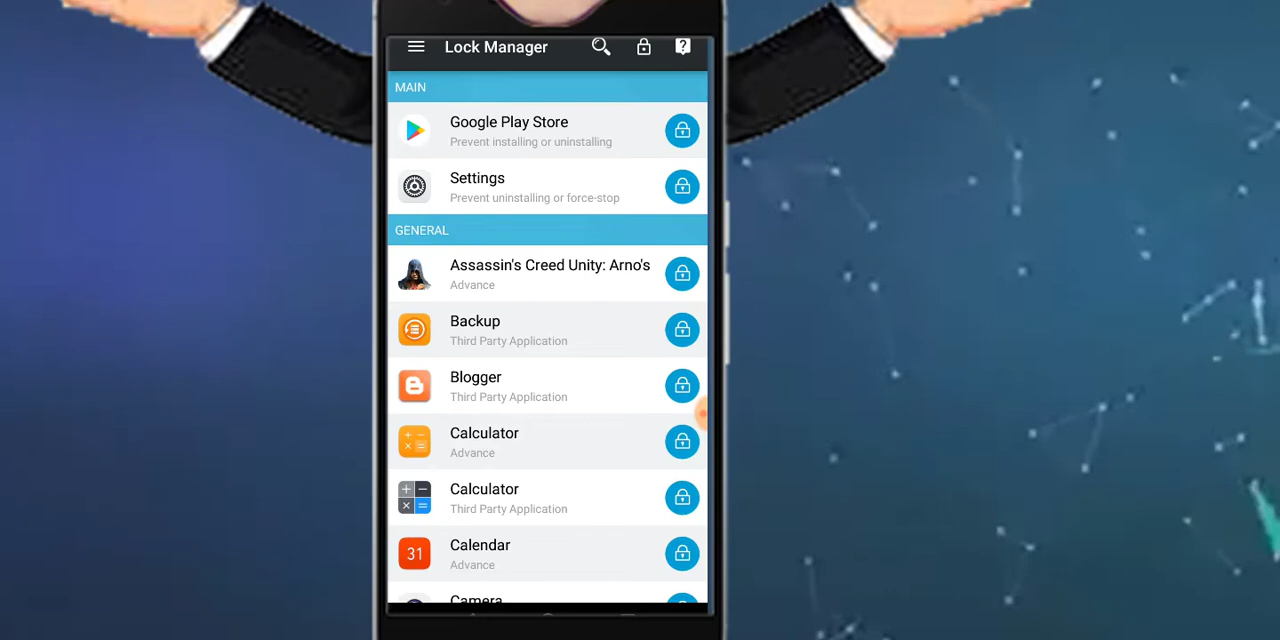 Lock Manager
MAIN
Google Play Store
Prevent installing or uninstalling
Settings
Prevent uninstalling or force-stop
GENERAL
Assassin's Creed Unity: Arno's
Advance
Backup
Third Party Application
Blogger
Third Party Application
Calculator
Advance
Calculator
Third Party Application
31
Calendar
Advance
Camera